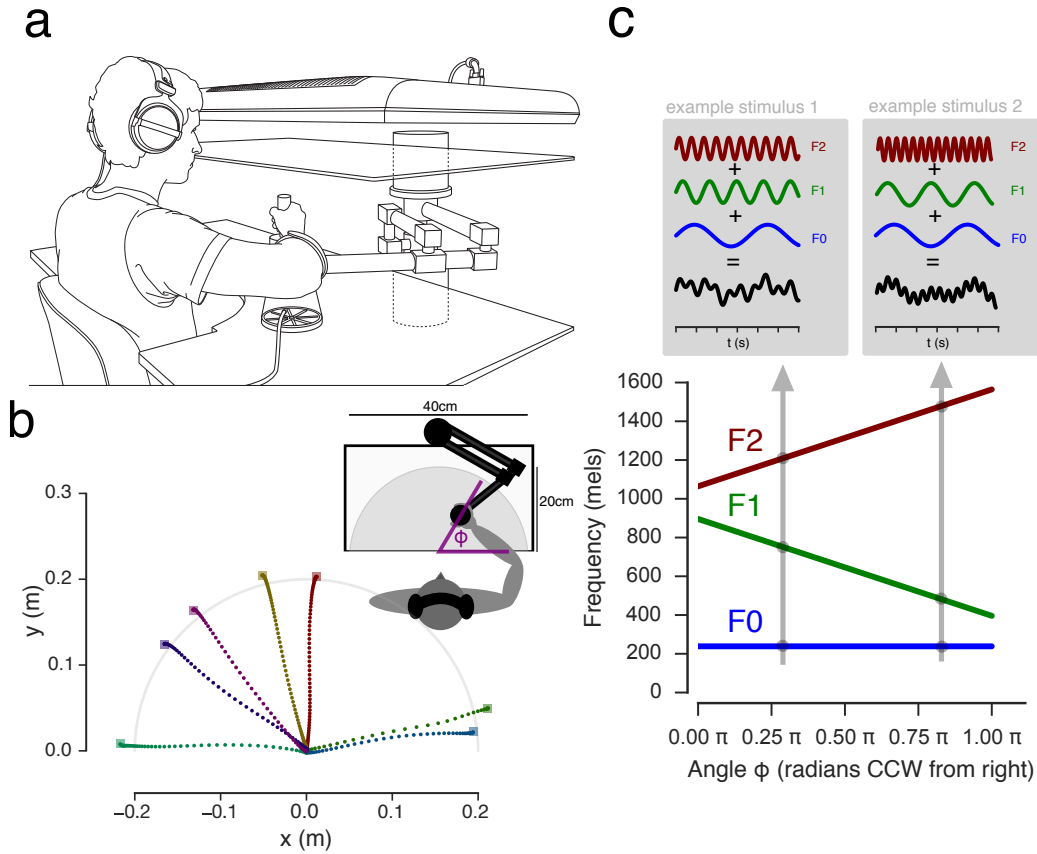 a
c
example stimulus 1
example stimulus 2
F2
+
F1
+
F0
=
t (s)
F2
+
F1
+
F0
=
t (s)
b
40cm
20cm
ϕ
0.3
0.2
0.1
0.0
y (m)
−0.2
−0.1
0.0
0.1
0.2
x (m)
1600
1400
1200
1000
800
600
400
200
0
Frequency (mels)
F2
F1
F0
0.00 π
0.25 π
0.50 π
0.75 π
1.00 π
Angle ϕ (radians CCW from right)